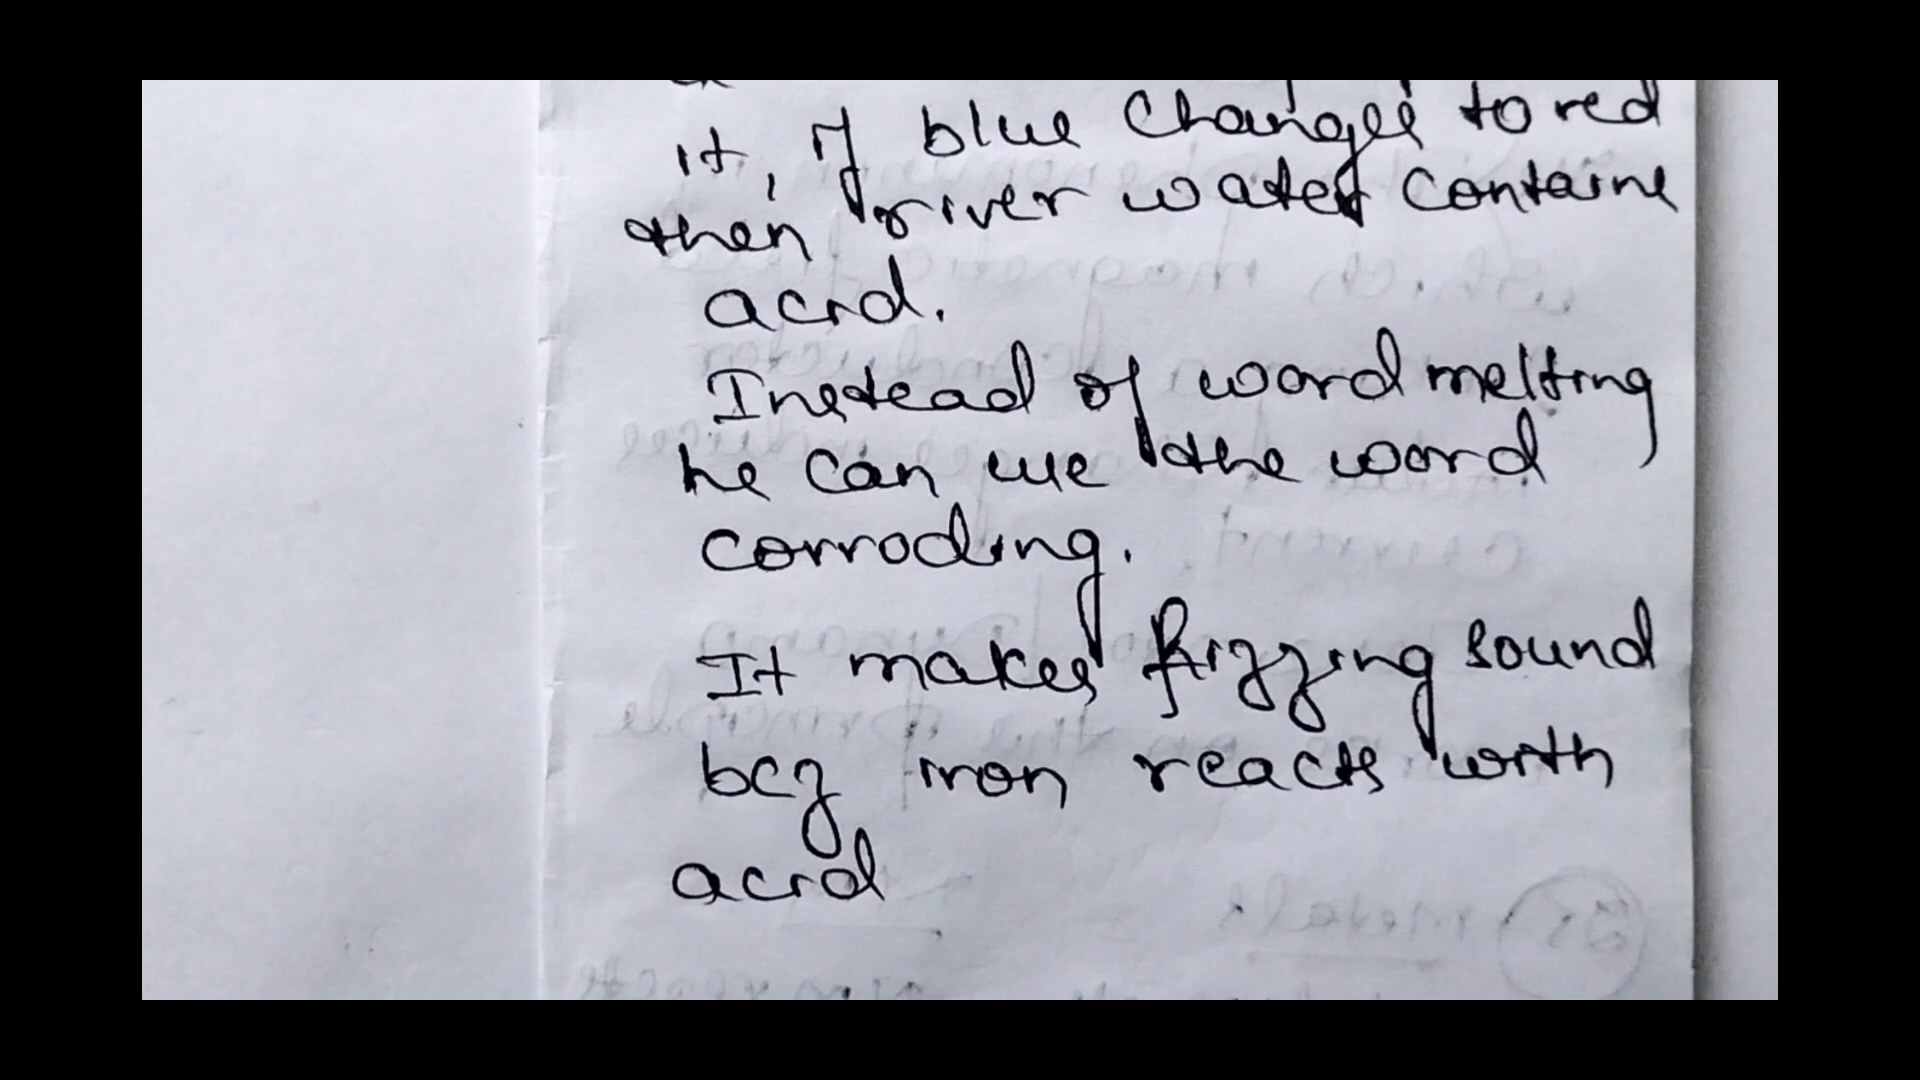 it, if blue changes to red
then river water contains
acid.
Instead of word melting
he can use the word
corroding.
It makes fizzing sound
bcz iron reacts with
acid